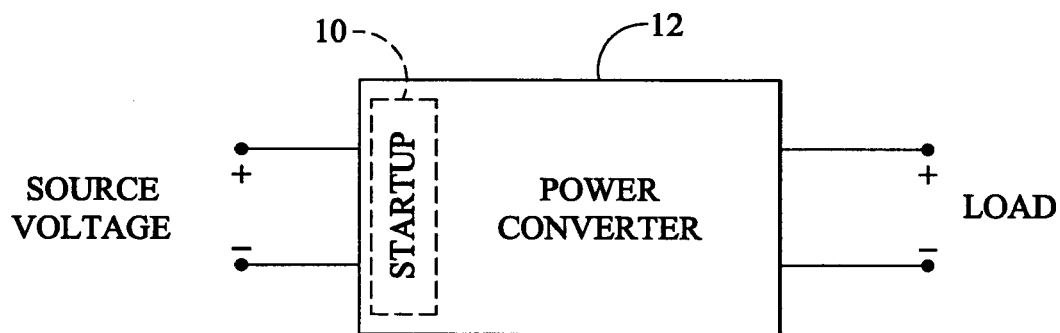 10
12
STARTUP
SOURCE
VOLTAGE
+
−
POWER
CONVERTER
+
−
LOAD